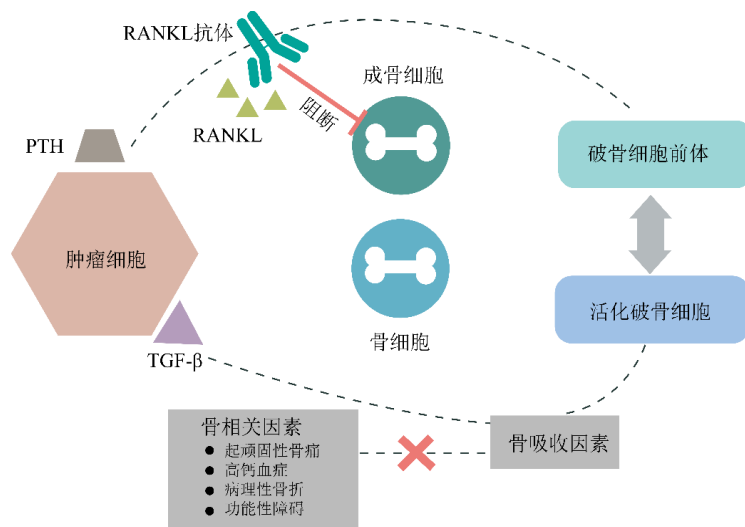 RANKL抗体
成骨细胞
阻断
RANKL
PTH
破骨细胞前体
肿瘤细胞
活化破骨细胞
骨细胞
TGF-β
骨相关因素
● 起顽固性骨痛
● 高钙血症
● 病理性骨折
● 功能性障碍
骨吸收因素